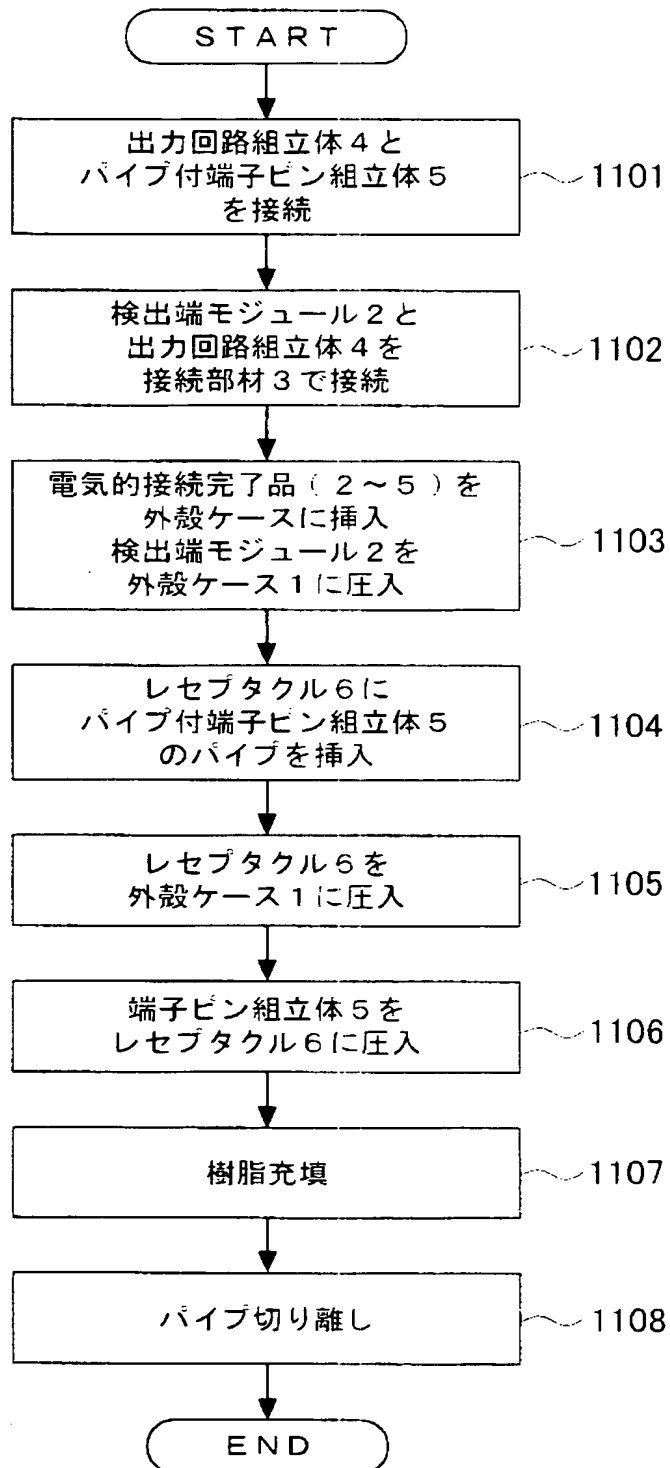 START
出力回路組立体4と
パイプ付端子ピン組立体5
を接続
1101
検出端モジュール2と
出力回路組立体4を
接続部材3で接続
1102
電気的接続完了品(2~5)を
外殻ケースに挿入
検出端モジュール2を
外殻ケース1に圧入
1103
レセプタクル6に
パイプ付端子ピン組立体5
のパイプを挿入
1104
レセプタクル6を
外殻ケース1に圧入
1105
端子ピン組立体5を
レセプタクル6に圧入
1106
樹脂充填
1107
パイプ切り離し
1108
END